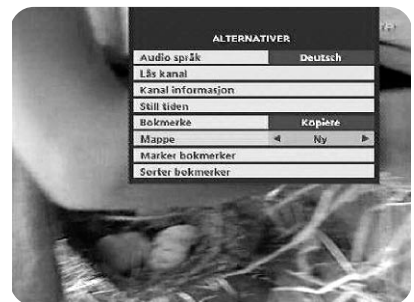 ALTERNATIVER
Audio språk Deutsch
Lås kanal
Kanal informasjon
Still tiden
Bokmerke Kopiere
Mappe Ny
Marker bokmerker
Sorter bokmerker